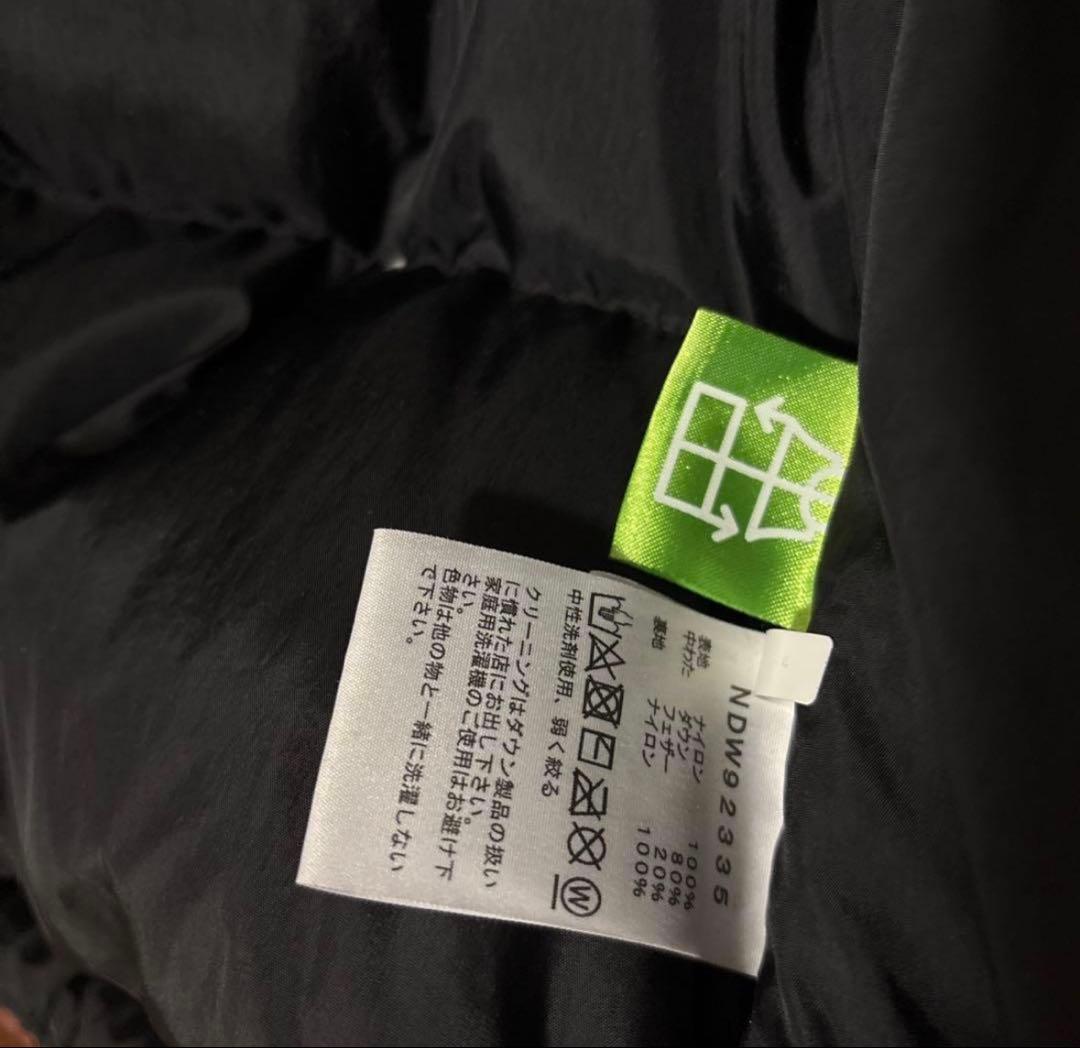 NDW92335
表地 ナイロン 100%
中わた ダウン 80%
フェザー 20%
裏地 ナイロン 100%
中性洗剤使用、弱く絞る
W
クリーニングはダウン製品の扱い
に慣れた店にお出し下さい。
家庭用洗濯機のご使用はお避け下
さい。
色物は他の物と一緒に洗濯しない
で下さい。